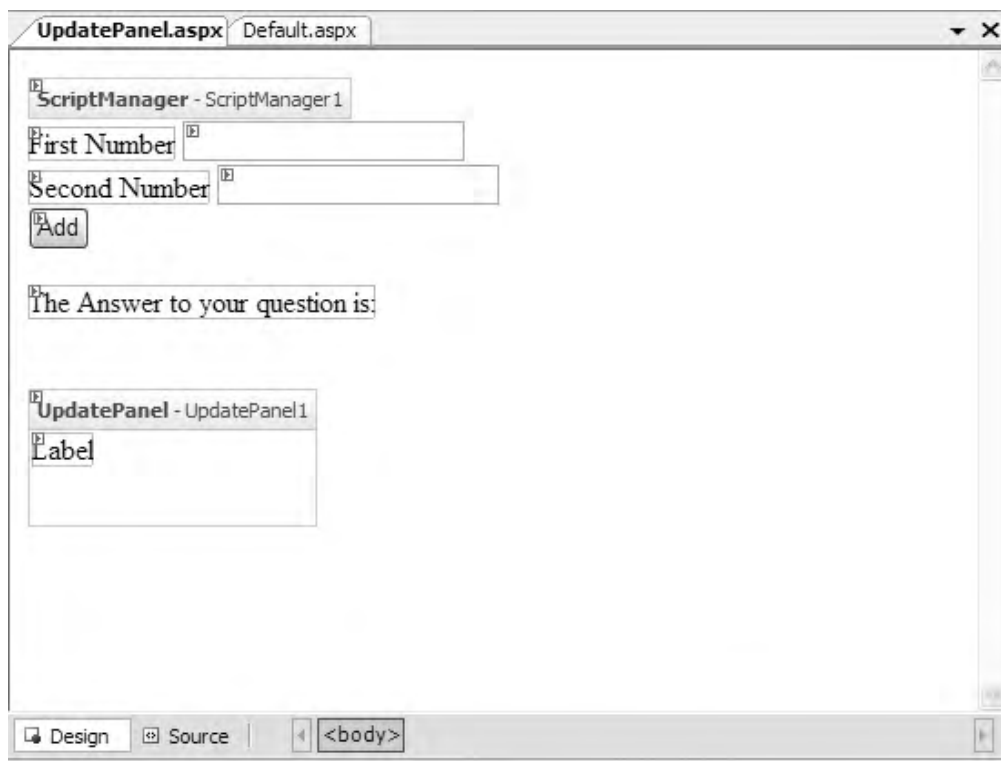 UpdatePanel.aspx Default.aspx
ScriptManager - ScriptManager1
First Number
Second Number
Add
The Answer to your question is:
UpdatePanel - UpdatePanel1
Label
Design Source <body>